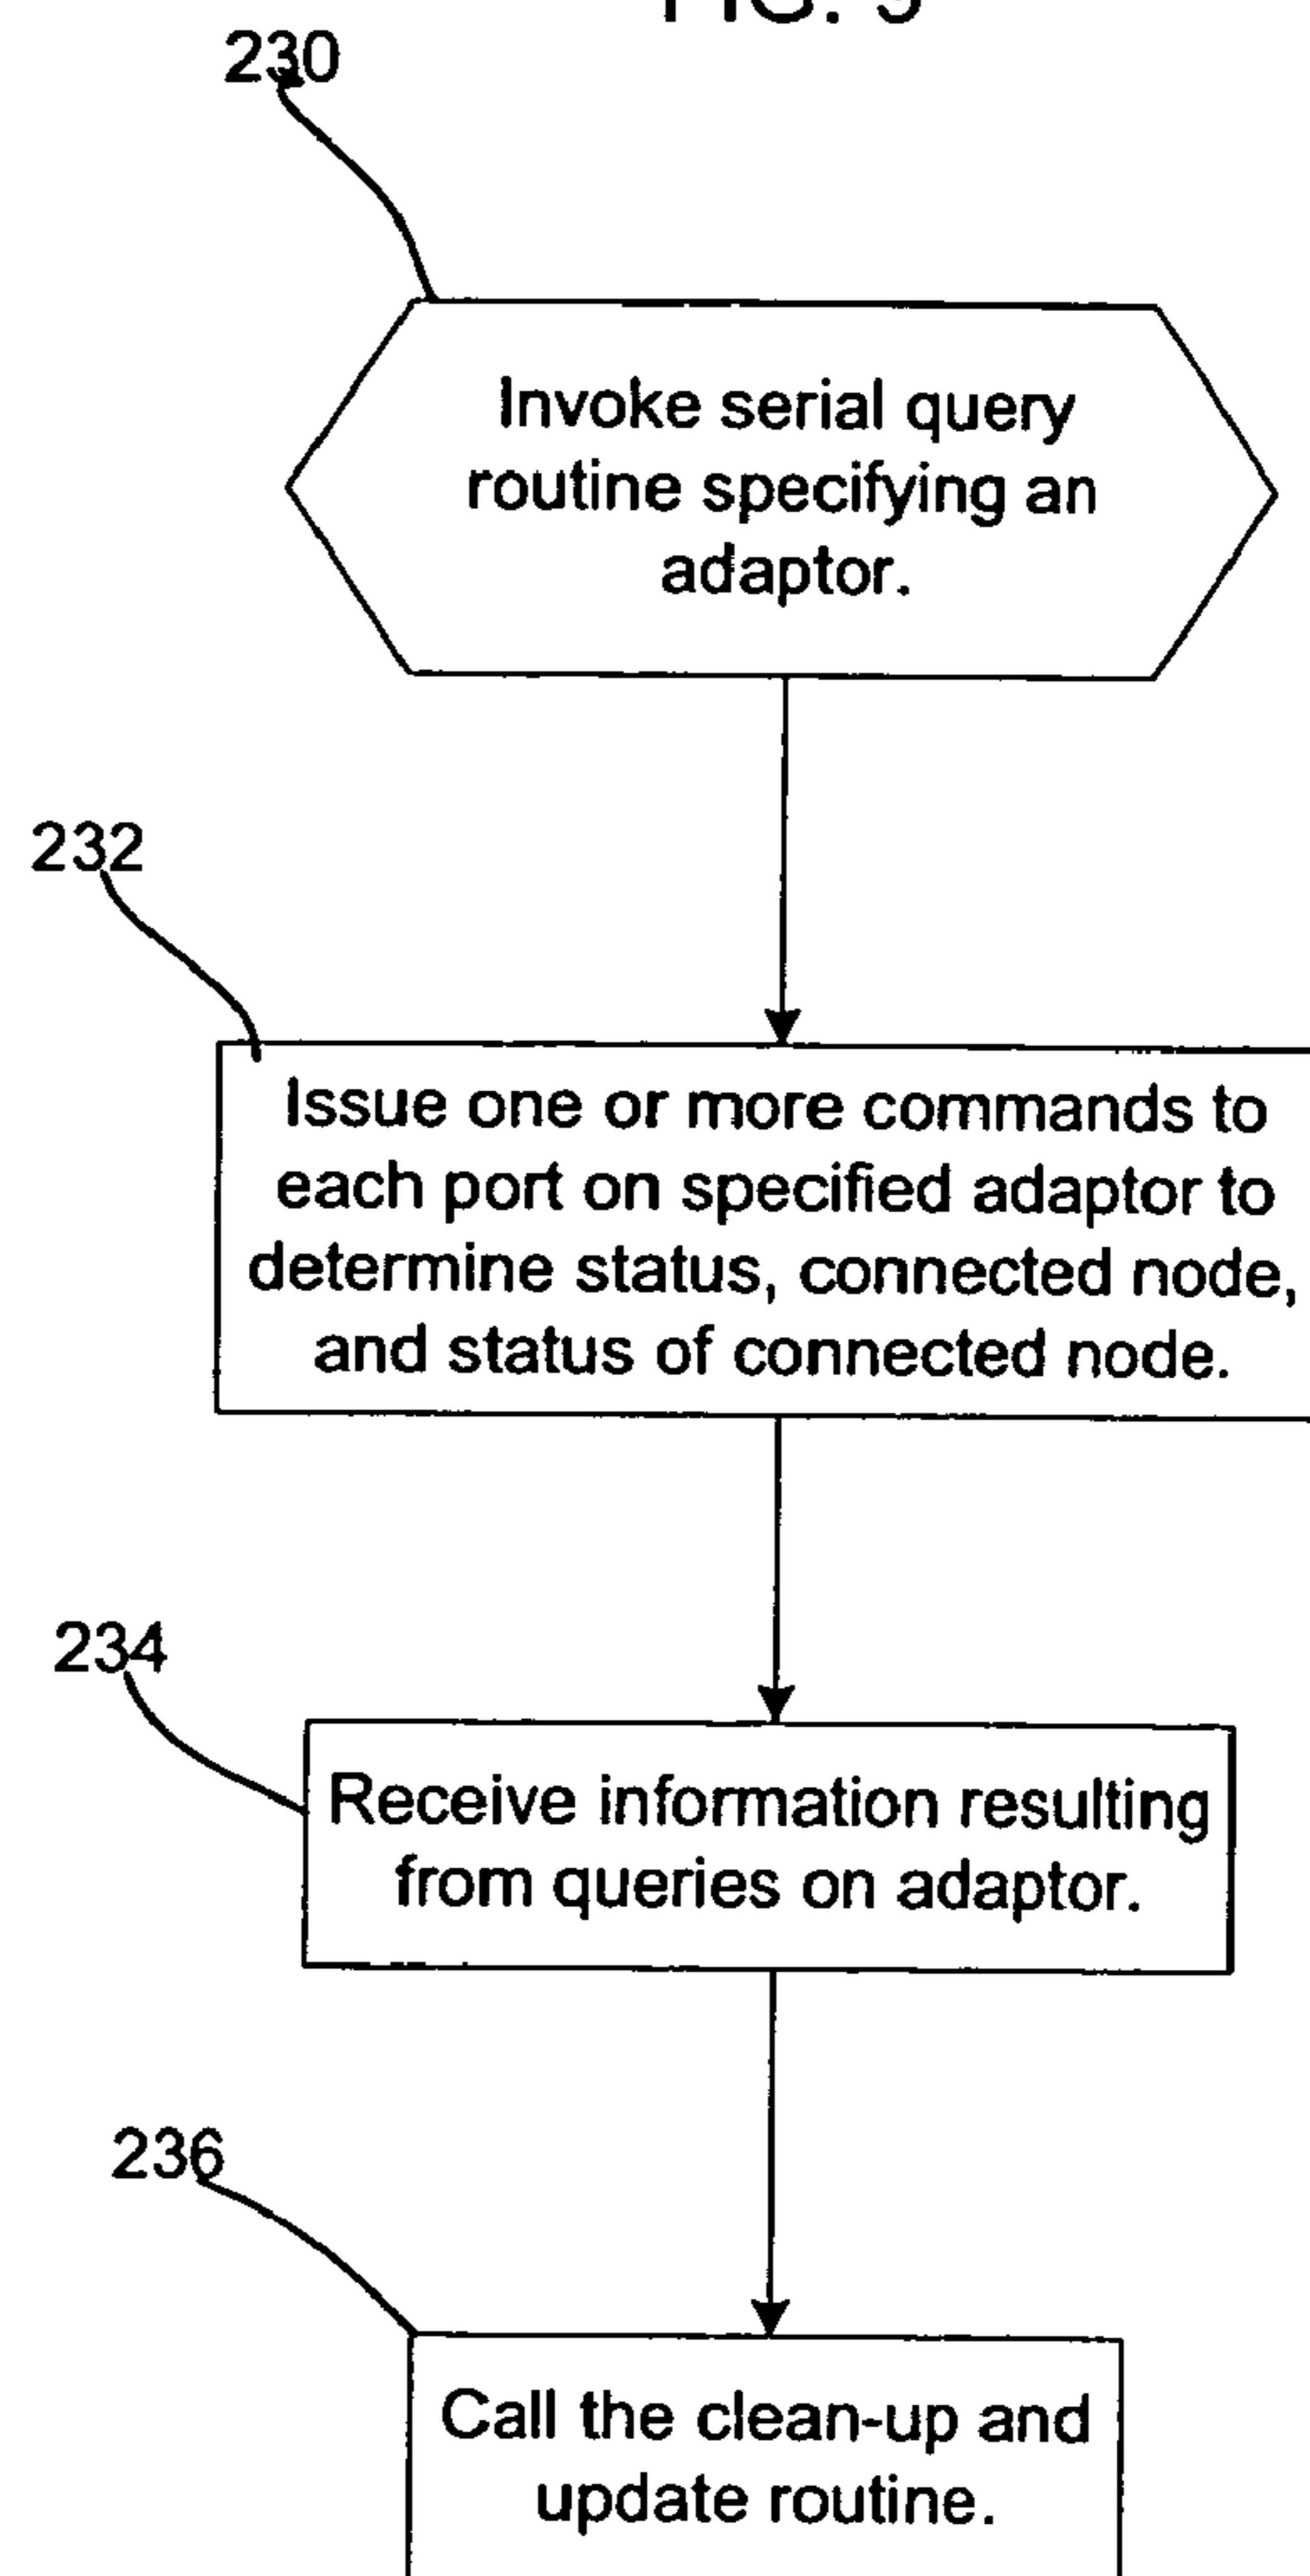 230
Invoke serial query
routine specifying an
adaptor.
232
Issue one or more commands to
each port on specified adaptor to
determine status, connected node,
and status of connected node.
234
Receive information resulting
from queries on adaptor.
236
Call the clean-up and
update routine.